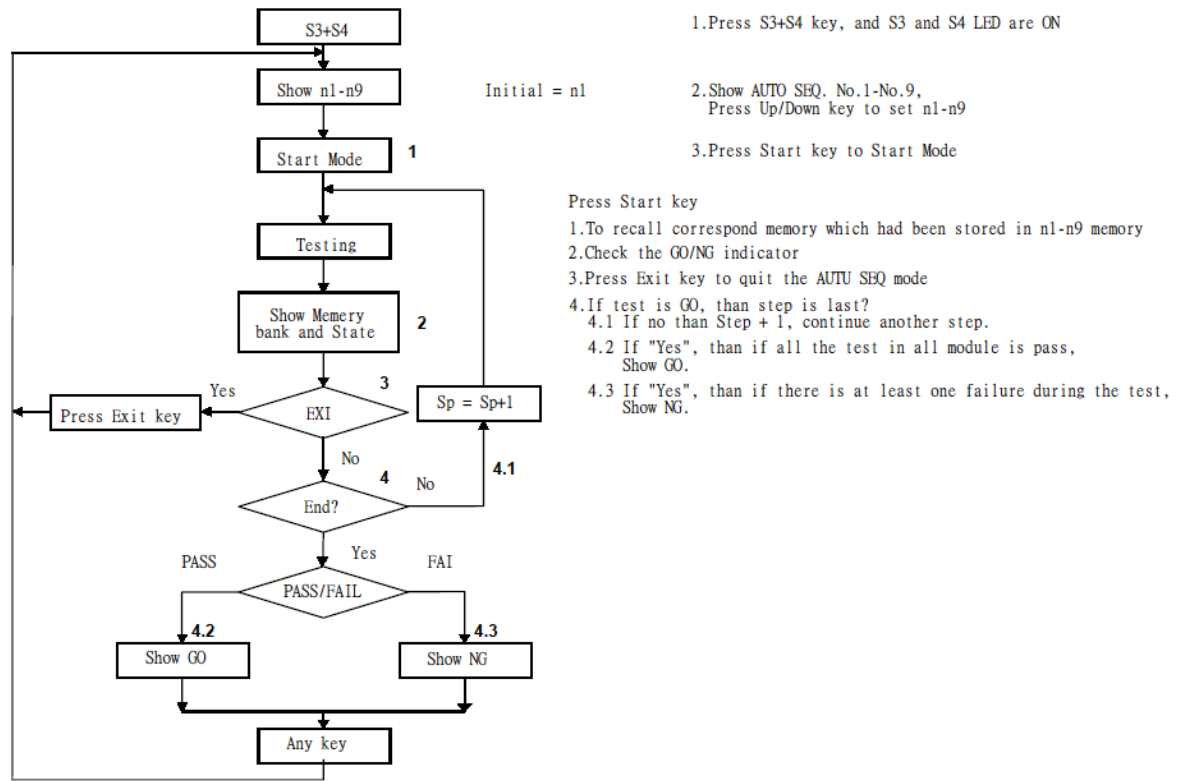 S3+S4
Show n1-n9
Start Mode
1
Testing
Show Memery
bank and State
2
3
Yes
EXI
Press Exit key
Sp = Sp+1
No
4
No
4.1
End?
Yes
PASS
FAI
PASS/FAIL
4.2
4.3
Show GO
Show NG
Any key
Initial = n1
1.Press S3+S4 key, and S3 and S4 LED are ON
2.Show AUTO SEQ. No.1-No.9,
Press Up/Down key to set n1-n9
3.Press Start key to Start Mode
Press Start key
1.To recall correspond memory which had been stored in n1-n9 memory
2.Check the GO/NG indicator
3.Press Exit key to quit the AUTU SEQ mode
4.If test is GO, than step is last?
4.1 If no than Step + 1, continue another step.
4.2 If "Yes", than if all the test in all module is pass,
Show GO.
4.3 If "Yes", than if there is at least one failure during the test,
Show NG.